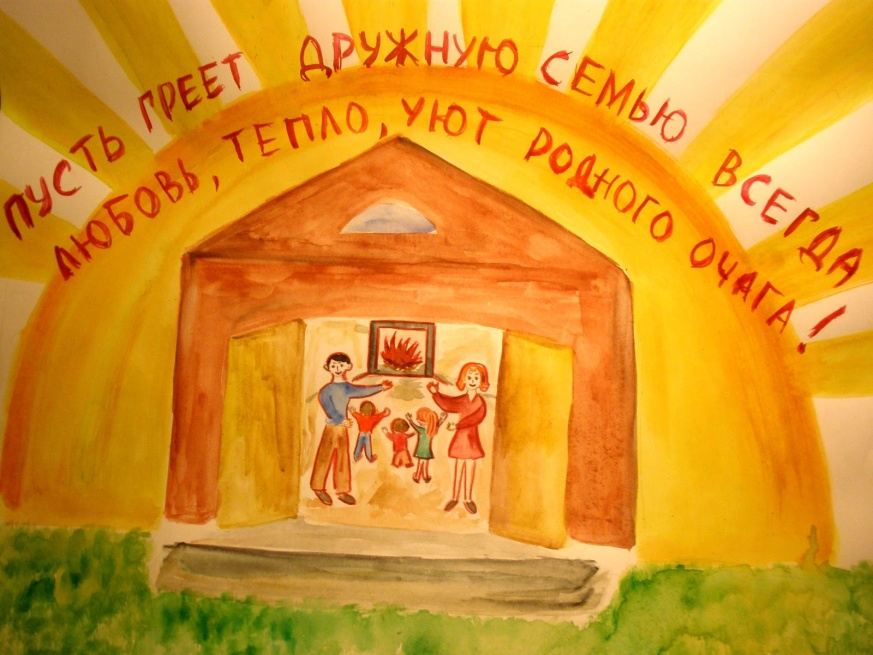 ПУСТЬ ГРЕЕТ ДРУЖНУЮ СЕМЬЮ ВСЕГДА
ЛЮБОВЬ, ТЕПЛО, УЮТ РОДНОГО ОЧАГА!